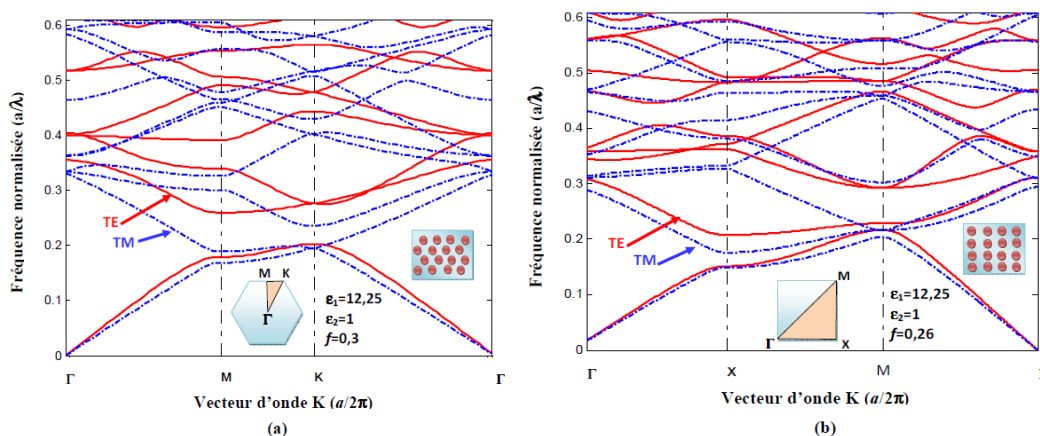 Fréquence normalisée (a/λ)
0.6
0.5
0.4
0.3
0.2
0.1
0
TE
TM
M K
Γ
ε1=12,25
ε2=1
f=0,3
Γ M K Γ
Vecteur d'onde K (a/2π)
(a)
Fréquence normalisée (a/λ)
0.6
0.5
0.4
0.3
0.2
0.1
0
TE
TM
M
Γ X
ε1=12,25
ε2=1
f=0,26
Γ X M
Vecteur d'onde K (a/2π)
(b)